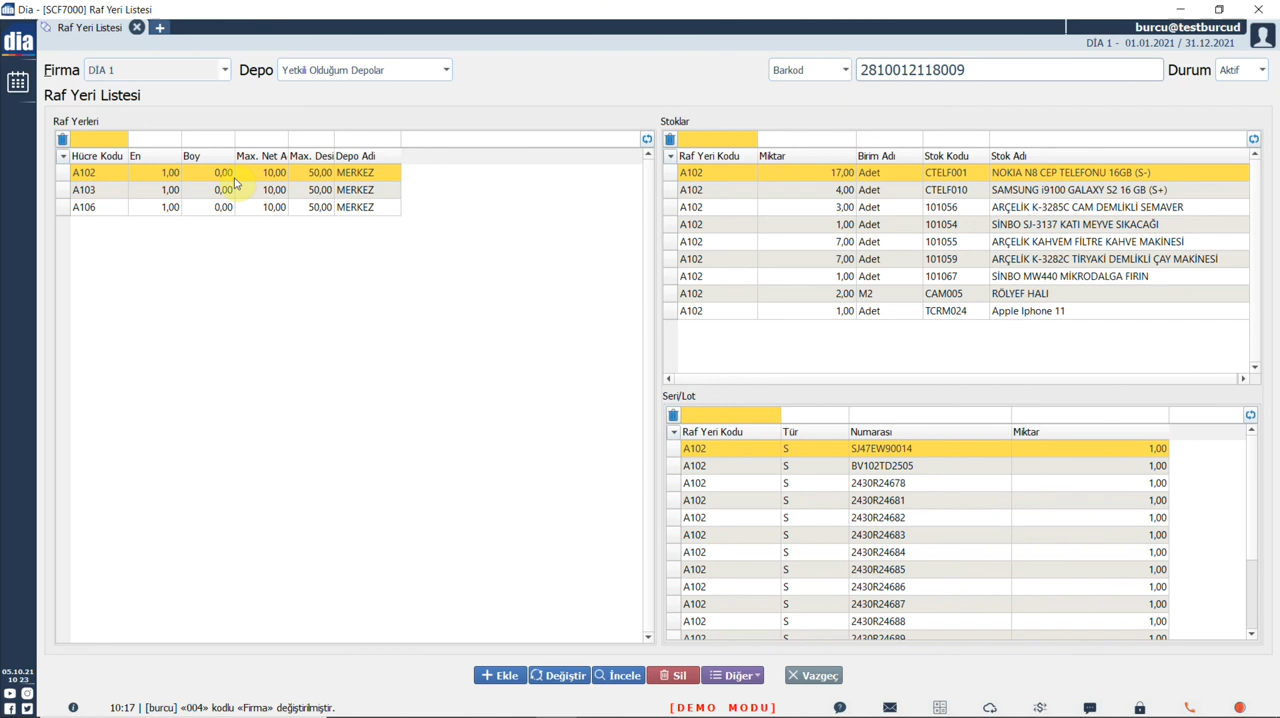 Dia - [SCF7000] Raf Yeri Listesi
dia
Raf Yeri Listesi
burcu@testburcud
DİA 1 - 01.01.2021 / 31.12.2021
Firma DİA 1 Depo Yetkili Olduğum Depolar Barkod 2810012118009 Durum Aktif
Raf Yeri Listesi
Raf Yerleri
Hücre Kodu En Boy Max. Net A Max. Desi Depo Adi
A102 1,00 0,00 10,00 50,00 MERKEZ
A103 1,00 0,00 10,00 50,00 MERKEZ
A106 1,00 0,00 10,00 50,00 MERKEZ
Stoklar
Raf Yeri Kodu Miktar Birim Adı Stok Kodu Stok Adı
A102 17,00 Adet CTELF001 NOKIA N8 CEP TELEFONU 16GB (S-)
A102 4,00 Adet CTELF010 SAMSUNG i9100 GALAXY S2 16 GB (S+)
A102 3,00 Adet 101056 ARÇELİK K-3285C CAM DEMLİKLİ SEMAVER
A102 1,00 Adet 101054 SİNBO SJ-3137 KATI MEYVE SIKACAĞI
A102 7,00 Adet 101055 ARÇELİK KAHVEM FİLTRE KAHVE MAKİNESİ
A102 7,00 Adet 101059 ARÇELİK K-3282C TİRYAKİ DEMLİKLİ ÇAY MAKİNESİ
A102 1,00 Adet 101067 SİNBO MW440 MİKRODALGA FIRIN
A102 2,00 M2 CAM005 RÖLYEF HALI
A102 1,00 Adet TCRM024 Apple Iphone 11
Seri/Lot
Raf Yeri Kodu Tür Numarası Miktar
A102 S SJ47EW90014 1,00
A102 S BV102TD2505 1,00
A102 S 2430R24678 1,00
A102 S 2430R24681 1,00
A102 S 2430R24682 1,00
A102 S 2430R24683 1,00
A102 S 2430R24684 1,00
A102 S 2430R24685 1,00
A102 S 2430R24686 1,00
A102 S 2430R24687 1,00
A102 S 2430R24688 1,00
A102 S 2430R24689 1,00
Ekle Değiştir İncele Sil Diğer Vazgeç
05.10.21
10 23
10:17 | [burcu] «004» kodlu «Firma» değiştirilmiştir.
[DEMO MODU]